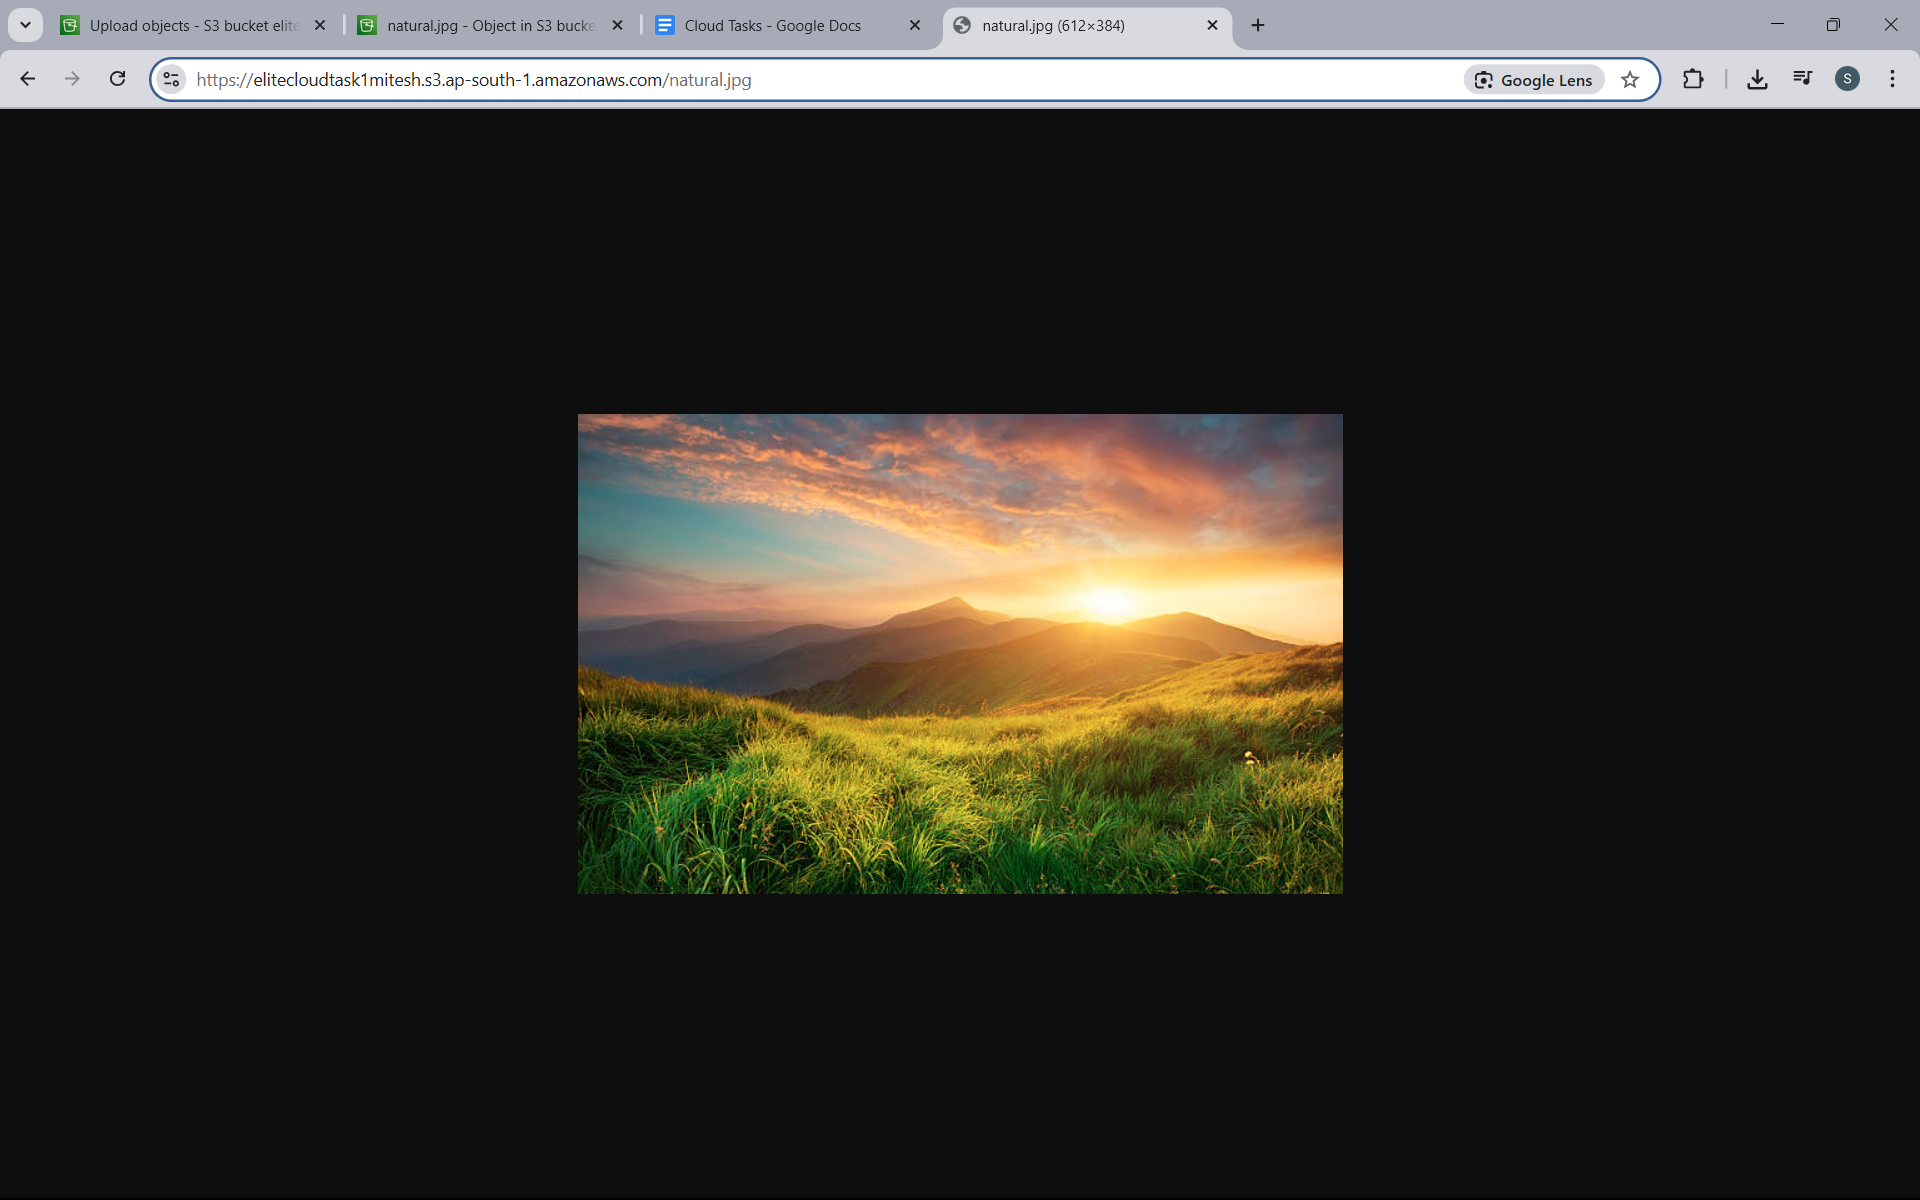 Upload objects - S3 bucket elite
natural.jpg - Object in S3 bucke
Cloud Tasks - Google Docs
natural.jpg (612×384)
https://elitecloudtask1mitesh.s3.ap-south-1.amazonaws.com/natural.jpg
Google Lens
S